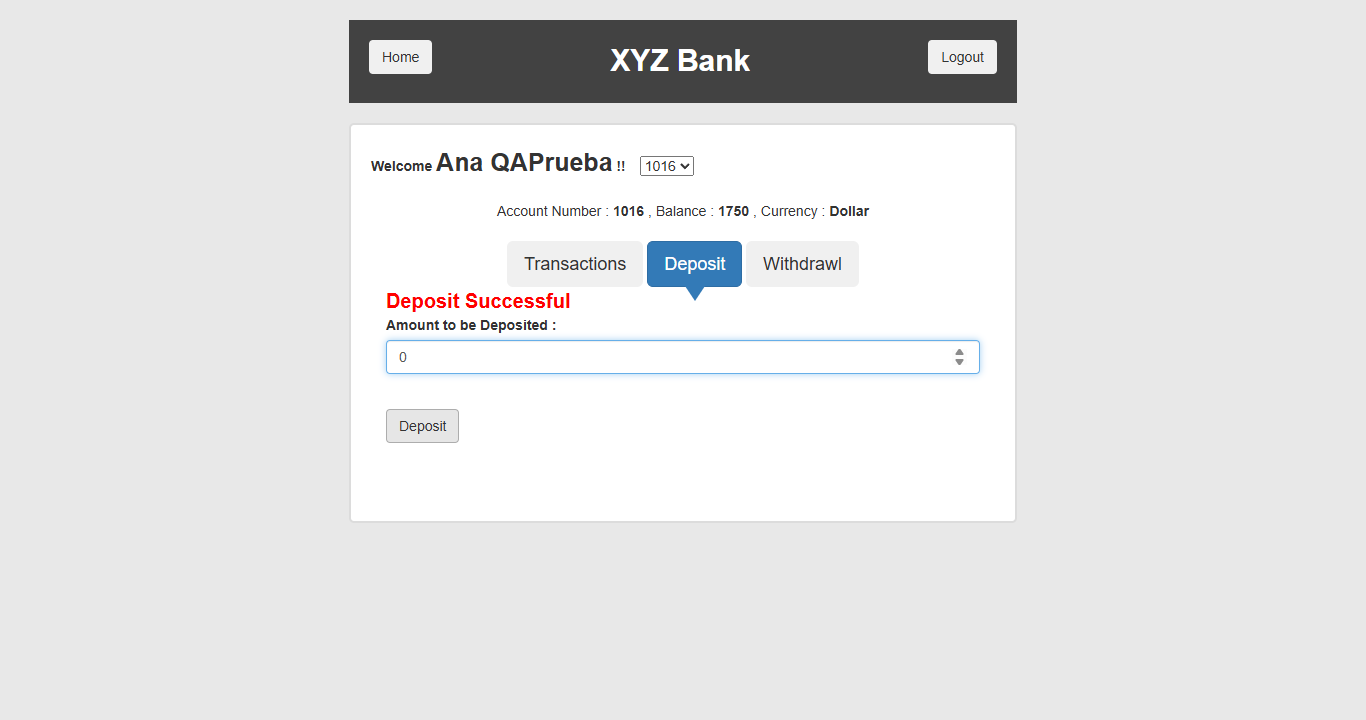 Home XYZ Bank Logout
Welcome Ana QAPrueba !! 1016
Account Number : 1016 , Balance : 1750 , Currency : Dollar
Transactions Deposit Withdrawl
Deposit Successful
Amount to be Deposited :
0
Deposit